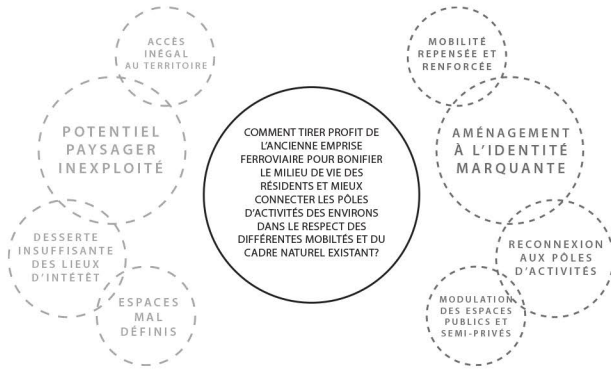 ACCÈS
INÉGAL
AU TERRITOIRE
POTENTIEL
PAYSAGER
INEXPLOITÉ
DESSERTE
INSUFFISANTE
DES LIEUX
D'INTÉTÉT
ESPACES
MAL
DÉFINIS
COMMENT TIRER PROFIT DE
L'ANCIENNE EMPRISE
FERROVIAIRE POUR BONIFIER
LE MILIEU DE VIE DES
RÉSIDENTS ET MIEUX
CONNECTER LES PÔLES
D'ACTIVITÉS DES ENVIRONS
DANS LE RESPECT DES
DIFFÉRENTES MOBILITÉS ET DU
CADRE NATUREL EXISTANT?
MOBILITÉ
REPENSÉE ET
RENFORCÉE
AMÉNAGEMENT
À L'IDENTITÉ
MARQUANTE
RECONNEXION
AUX PÔLES
D'ACTIVITÉS
MODULATION
DES ESPACES
PUBLICS ET
SEMI-PRIVÉS